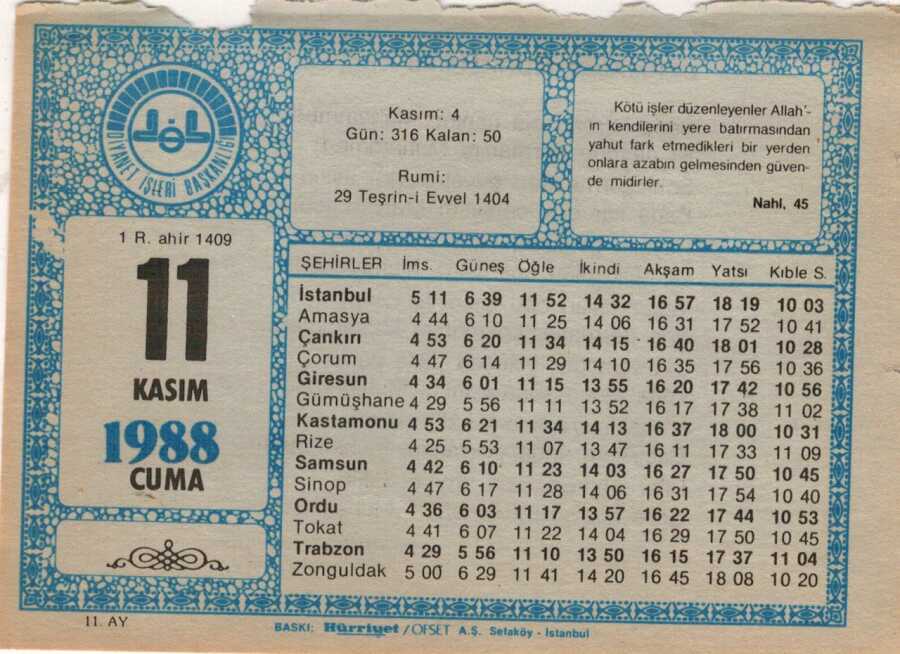 DİYANET İŞLERİ BAŞKANLIĞI
Kasım: 4
Gün: 316 Kalan: 50
Rumi:
29 Teşrin-i Evvel 1404
Kötü işler düzenleyenler Allah'-
ın kendilerini yere batırmasından
yahut fark etmedikleri bir yerden
onlara azabın gelmesinden güven-
de midirler.
Nahl, 45
1 R. ahir 1409
11
KASIM
1988
CUMA
ŞEHİRLER İms. Güneş Öğle İkindi Akşam Yatsı Kıble S.
İstanbul 5 11 6 39 11 52 14 32 16 57 18 19 10 03
Amasya 4 44 6 10 11 25 14 06 16 31 17 52 10 41
Çankırı 4 53 6 20 11 34 14 15 16 40 18 01 10 28
Çorum 4 47 6 14 11 29 14 10 16 35 17 56 10 36
Giresun 4 34 6 01 11 15 13 55 16 20 17 42 10 56
Gümüşhane 4 29 5 56 11 11 13 52 16 17 17 38 11 02
Kastamonu 4 53 6 21 11 34 14 13 16 37 18 00 10 31
Rize 4 25 5 53 11 07 13 47 16 11 17 33 11 09
Samsun 4 42 6 10 11 23 14 03 16 27 17 50 10 45
Sinop 4 47 6 17 11 28 14 06 16 31 17 54 10 40
Ordu 4 36 6 03 11 17 13 57 16 22 17 44 10 53
Tokat 4 41 6 07 11 22 14 04 16 29 17 50 10 45
Trabzon 4 29 5 56 11 10 13 50 16 15 17 37 11 04
Zonguldak 5 00 6 29 11 41 14 20 16 45 18 08 10 20
11. AY
BASKI: Hürriyet/OFSET A.Ş. Sefaköy - İstanbul